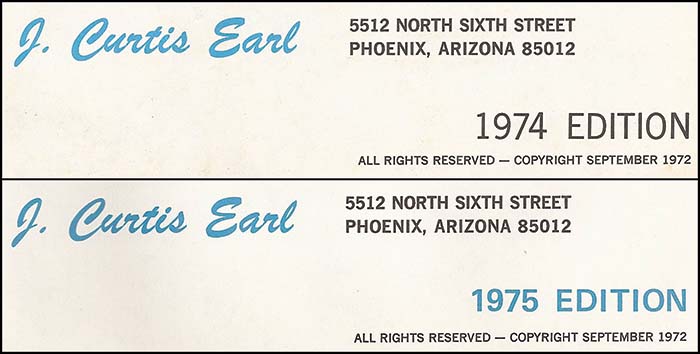 J. Curtis Earl
5512 NORTH SIXTH STREET
PHOENIX, ARIZONA 85012
1974 EDITION
ALL RIGHTS RESERVED — COPYRIGHT SEPTEMBER 1972
J. Curtis Earl
5512 NORTH SIXTH STREET
PHOENIX, ARIZONA 85012
1975 EDITION
ALL RIGHTS RESERVED — COPYRIGHT SEPTEMBER 1972